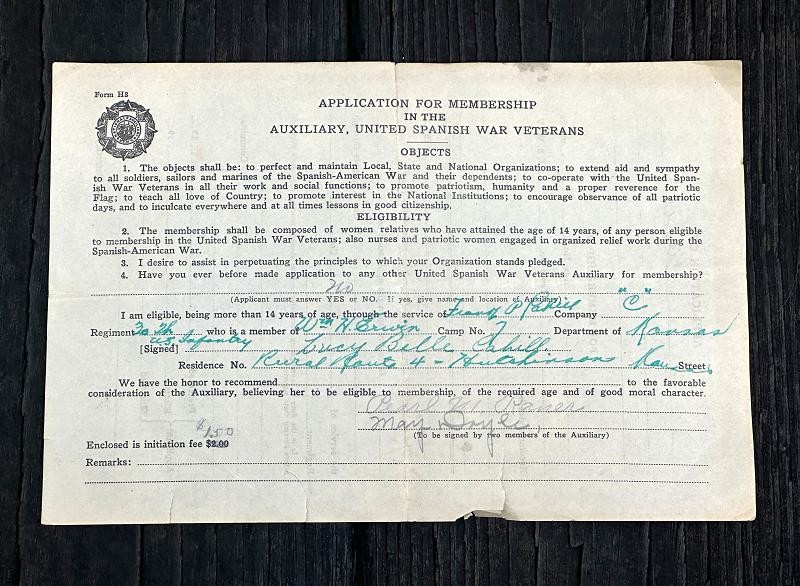 Form H8
APPLICATION FOR MEMBERSHIP
IN THE
AUXILIARY, UNITED SPANISH WAR VETERANS
OBJECTS
1. The objects shall be: to perfect and maintain Local, State and National Organizations; to extend aid and sympathy
to all soldiers, sailors and marines of the Spanish-American War and their dependents; to co-operate with the United Span-
ish War Veterans in all their work and social functions; to promote patriotism, humanity and a proper reverence for the
Flag; to teach all love of Country; to promote interest in the National Institutions; to encourage observance of all patriotic
days, and to inculcate everywhere and at all times lessons in good citizenship.
ELIGIBILITY
2. The membership shall be composed of women relatives who have attained the age of 14 years, of any person eligible
to membership in the United Spanish War Veterans; also nurses and patriotic women engaged in organized relief work during the
Spanish-American War.
3. I desire to assist in perpetuating the principles to which your Organization stands pledged.
4. Have you ever before made application to any other United Spanish War Veterans Auxiliary for membership?
no
(Applicant must answer YES or NO. If yes, give name and location of Auxiliary)
I am eligible, being more than 14 years of age, through the service of P Cahill Company "C"
Regiment 20 th who is a member of Wm H. Erwin Camp No. 7 Department of Kansas
U.S. Infantry
[Signed] Lucy Belle Cahill
Residence No. Rural Route 4 - Hutchinson Kans Street
We have the honor to recommend to the favorable
consideration of the Auxiliary, believing her to be eligible to membership, of the required age and of good moral character.
May Doyle
(To be signed by two members of the Auxiliary)
$1.50
Enclosed is initiation fee $2.00
Remarks: